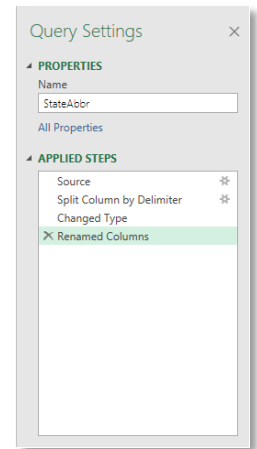 Query Settings
PROPERTIES
Name
StateAbbr
All Properties
APPLIED STEPS
Source
Split Column by Delimiter
Changed Type
Renamed Columns